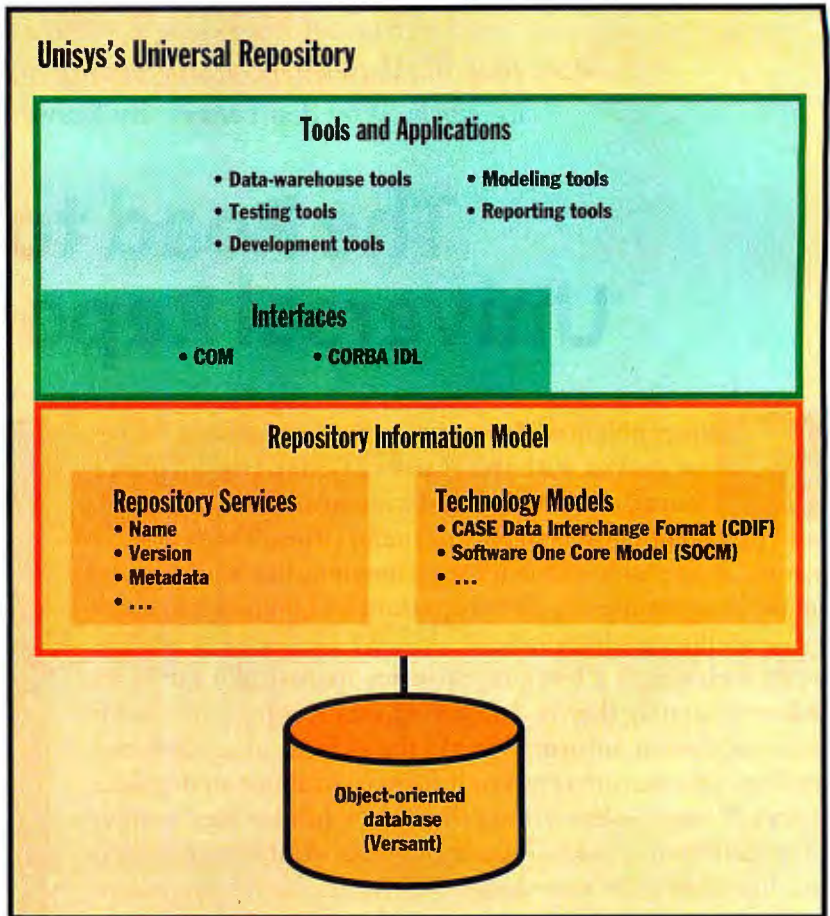 Unisys's Universal Repository
Tools and Applications
• Data-warehouse tools
• Testing tools
• Development tools
• Modeling tools
• Reporting tools
Interfaces
• COM
• CORBA IDL
Repository Information Model
Repository Services
• Name
• Version
• Metadata
• ...
Technology Models
• CASE Data Interchange Format (CDIF)
• Software One Core Model (SOCM)
• ...
Object-oriented
database
(Versant)